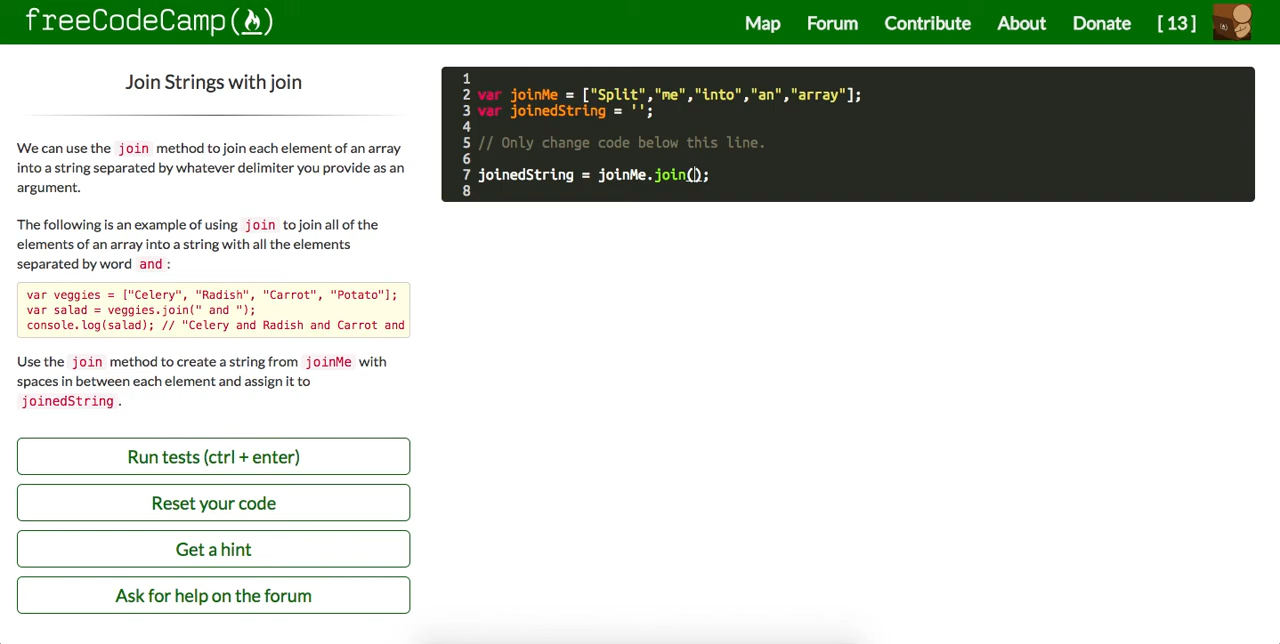 freeCodeCamp(🔥)
Map Forum Contribute About Donate [ 13 ]
Join Strings with join
We can use the join method to join each element of an array
into a string separated by whatever delimiter you provide as an
argument.
The following is an example of using join to join all of the
elements of an array into a string with all the elements
separated by word and :
var veggies = ["Celery", "Radish", "Carrot", "Potato"];
var salad = veggies.join(" and ");
console.log(salad); // "Celery and Radish and Carrot and
Use the join method to create a string from joinMe with
spaces in between each element and assign it to
joinedString .
Run tests (ctrl + enter)
Reset your code
Get a hint
Ask for help on the forum
1
2 var joinMe = ["Split","me","into","an","array"];
3 var joinedString = '';
4
5 // Only change code below this line.
6
7 joinedString = joinMe.join();
8